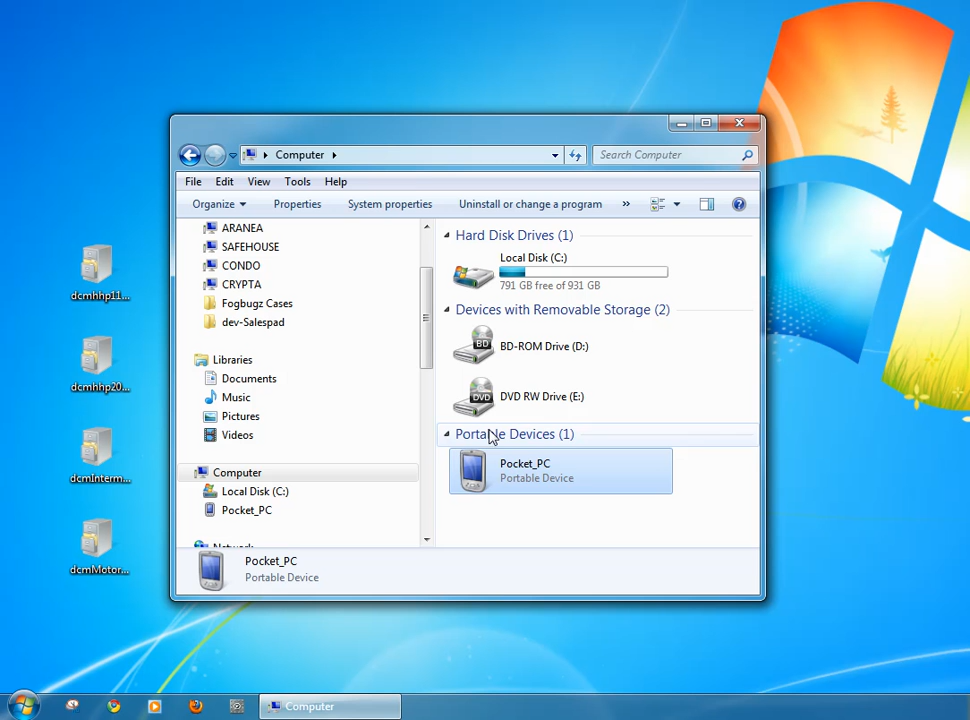 Computer
Search Computer
File Edit View Tools Help
Organize Properties System properties Uninstall or change a program »
ARANEA
SAFEHOUSE
CONDO
CRYPTA
Fogbugz Cases
dev-Salespad
Libraries
Documents
Music
Pictures
Videos
Computer
Local Disk (C:)
Pocket_PC
Network
Hard Disk Drives (1)
Local Disk (C:)
791 GB free of 931 GB
Devices with Removable Storage (2)
BD
BD-ROM Drive (D:)
DVD
DVD RW Drive (E:)
Portable Devices (1)
Pocket_PC
Portable Device
Pocket_PC
Portable Device
dcmhhp11...
dcmhhp20...
dcmInterm...
dcmMotor...
Computer